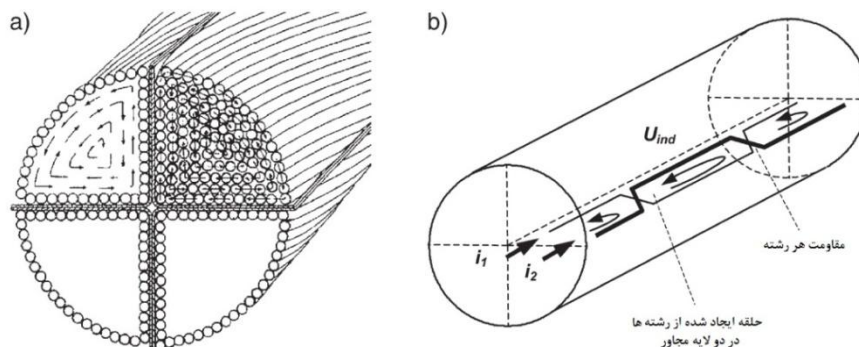 a)
b)
U_ind
مقاومت هر رشته
i_1
i_2
حلقه ایجاد شده از رشته ها
در دو لایه مجاور